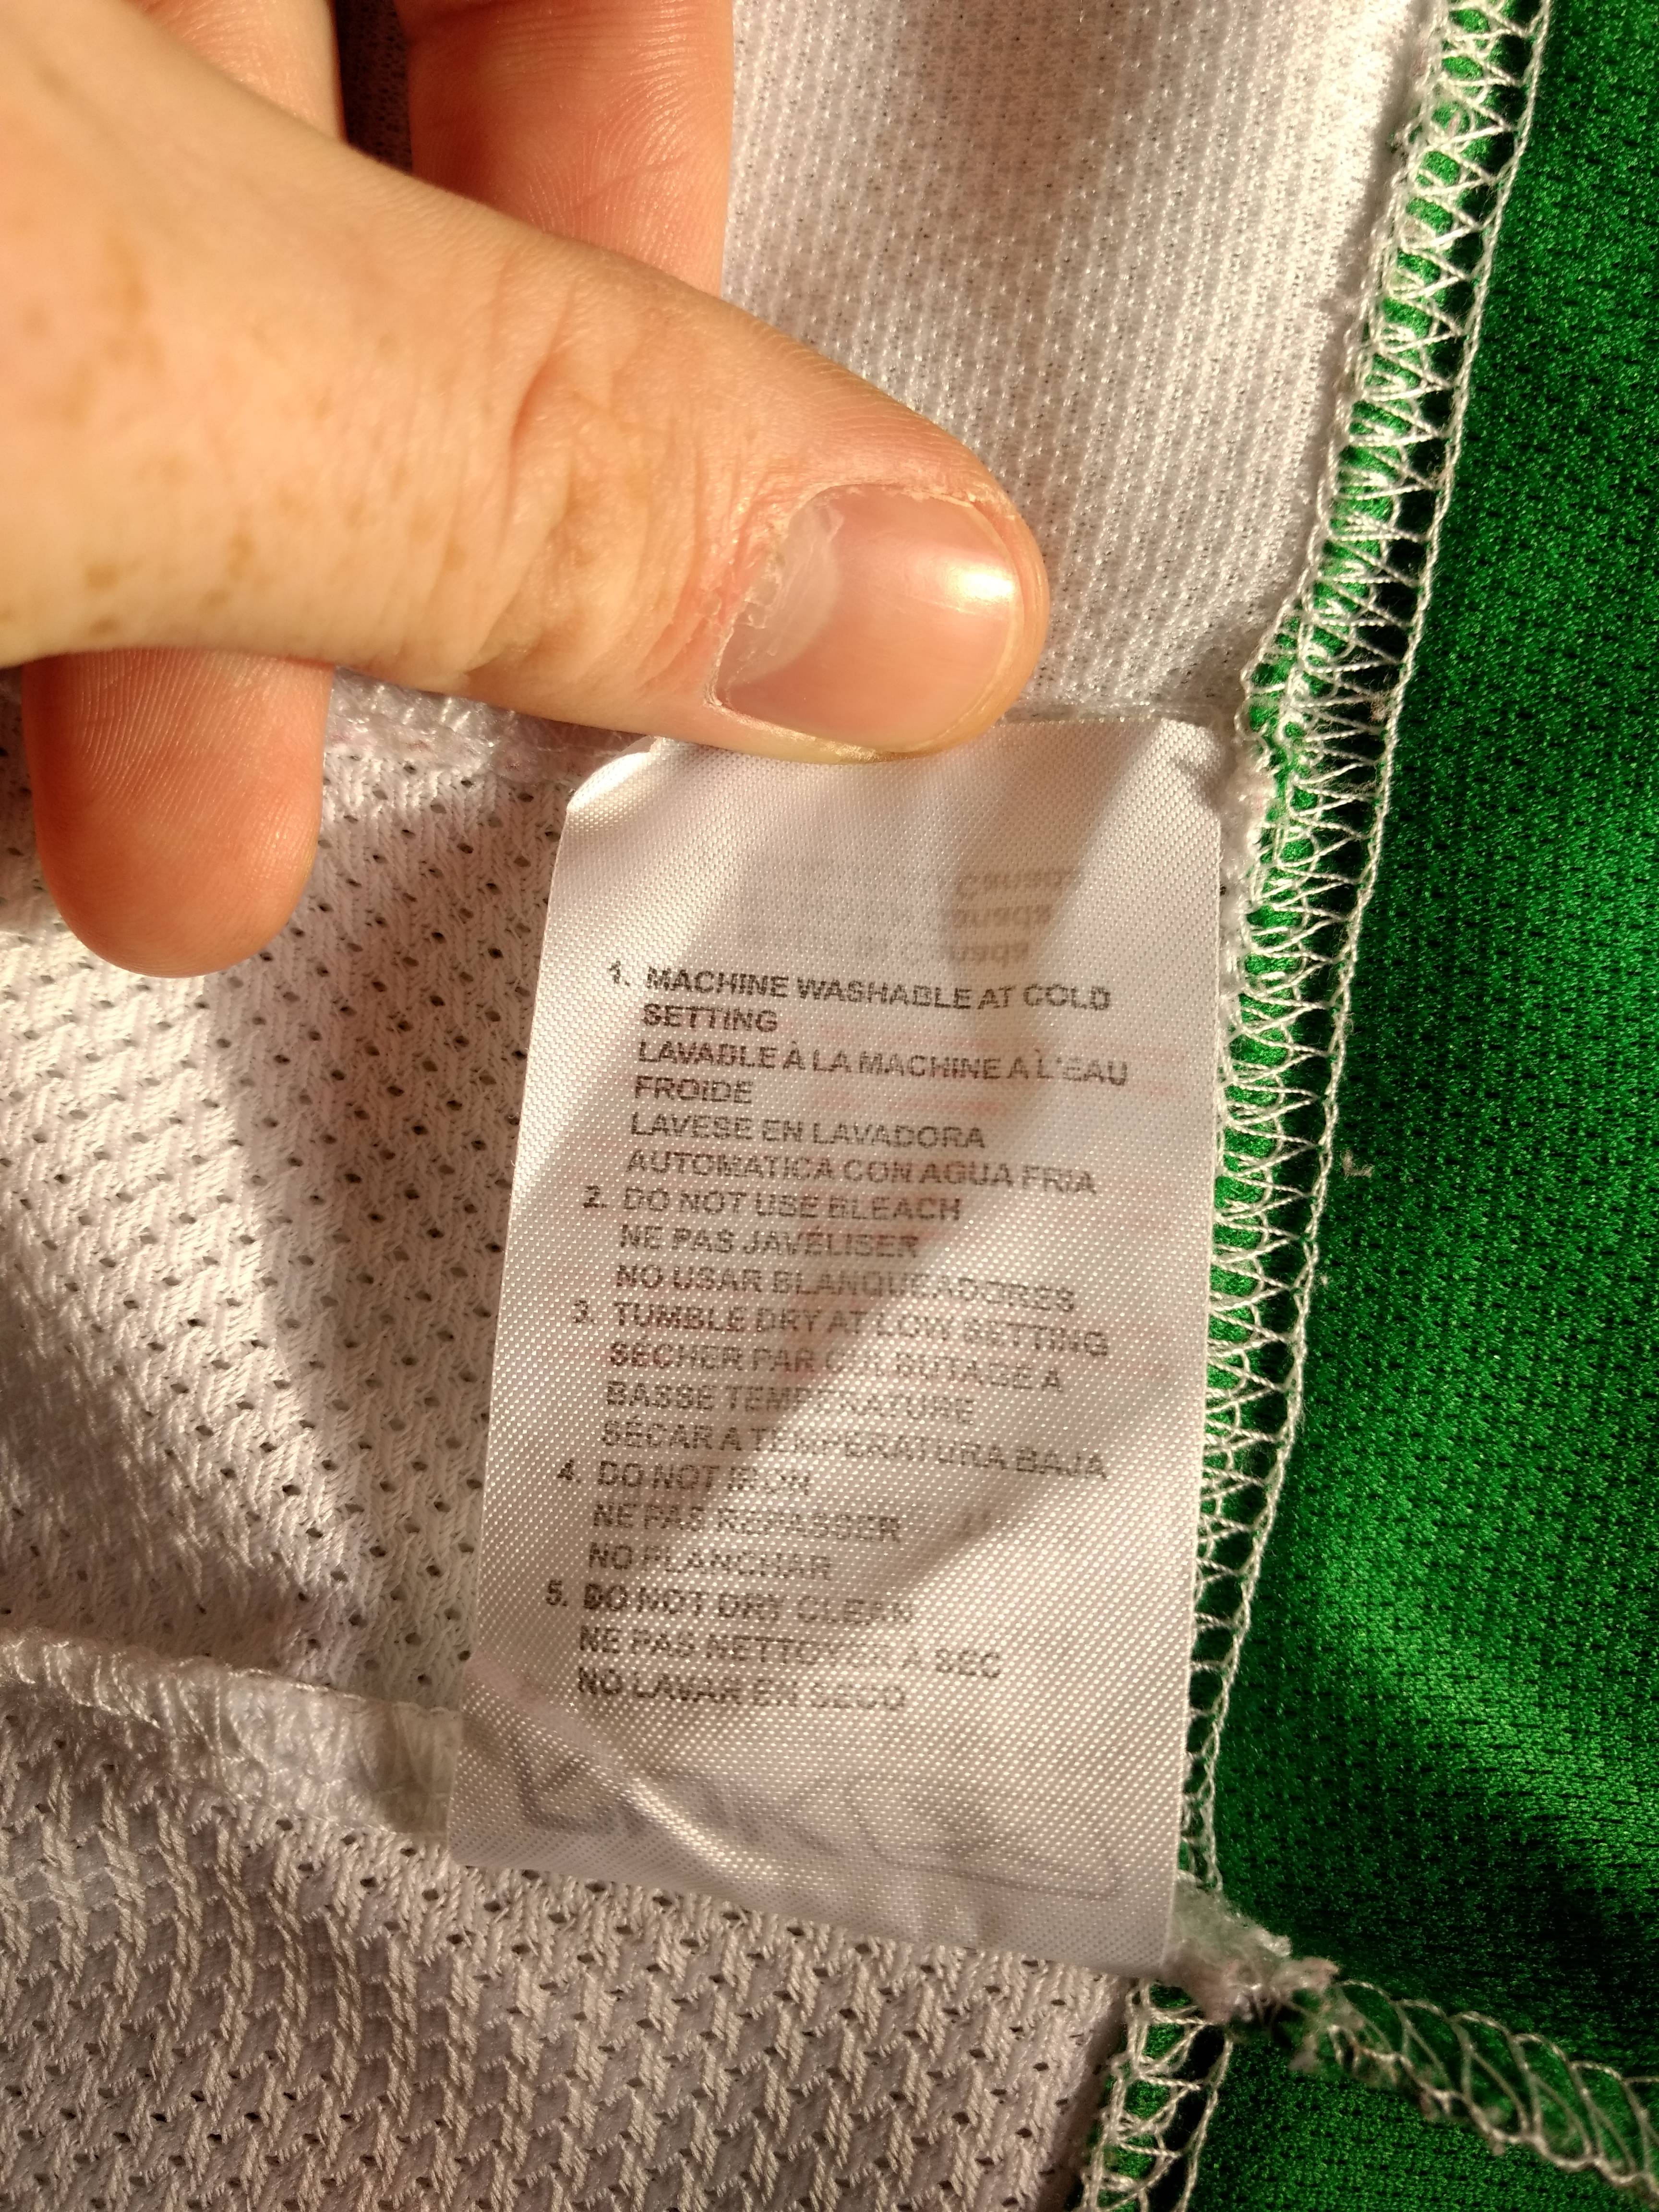 1. MACHINE WASHABLE AT COLD
SETTING
LAVABLE À LA MACHINE A L'EAU
FROIDE
LAVESE EN LAVADORA
AUTOMATICA CON AGUA FRIA
2. DO NOT USE BLEACH
NE PAS JAVÉLISER
NO USAR BLANQUEADORES
3. TUMBLE DRY AT LOW SETTING
SÉCHER PAR CULBUTAGE A
BASSE TEMPERATURE
SÉCAR A TEMPERATURA BAJA
4. DO NOT IRON
NE PAS REPASSER
NO PLANCHAR
5. DO NOT DRY CLEAN
NE PAS NETTOYER À SEC
NO LAVAR EN SECO